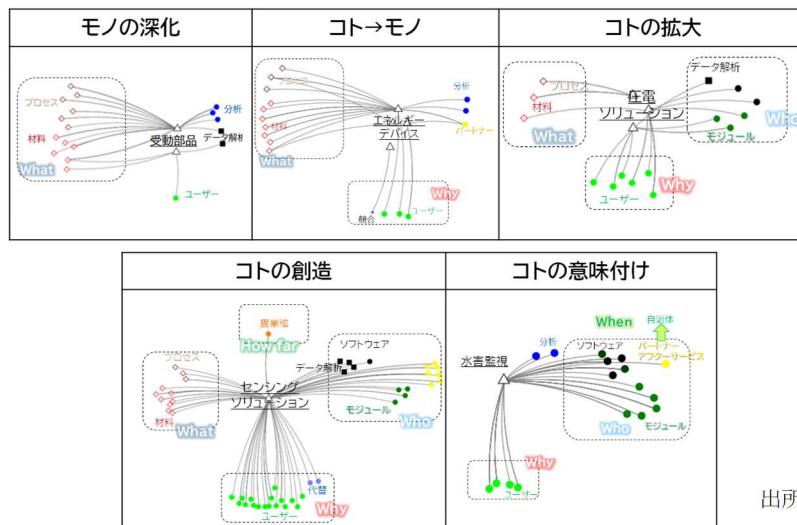 モノの深化
プロセス
分析
材料
受動部品
データ解析
What
ユーザー
コト→モノ
プロセス
分析
材料
エネルギー
デバイス
パートナー
What
Why
競合
ユーザー
コトの拡大
データ解析
プロセス
圧電
ソリューション
材料
Who
What
モジュール
Why
ユーザー
コトの創造
異業種
How far
ソフトウェア
プロセス
データ解析
センシング
ソリューション
材料
モジュール
What
Who
代替
ユーザー
Why
コトの意味付け
When
自治体
分析
ソフトウェア
パートナー
アフターサービス
水害監視
Who
モジュール
Why
ユーザー
出所